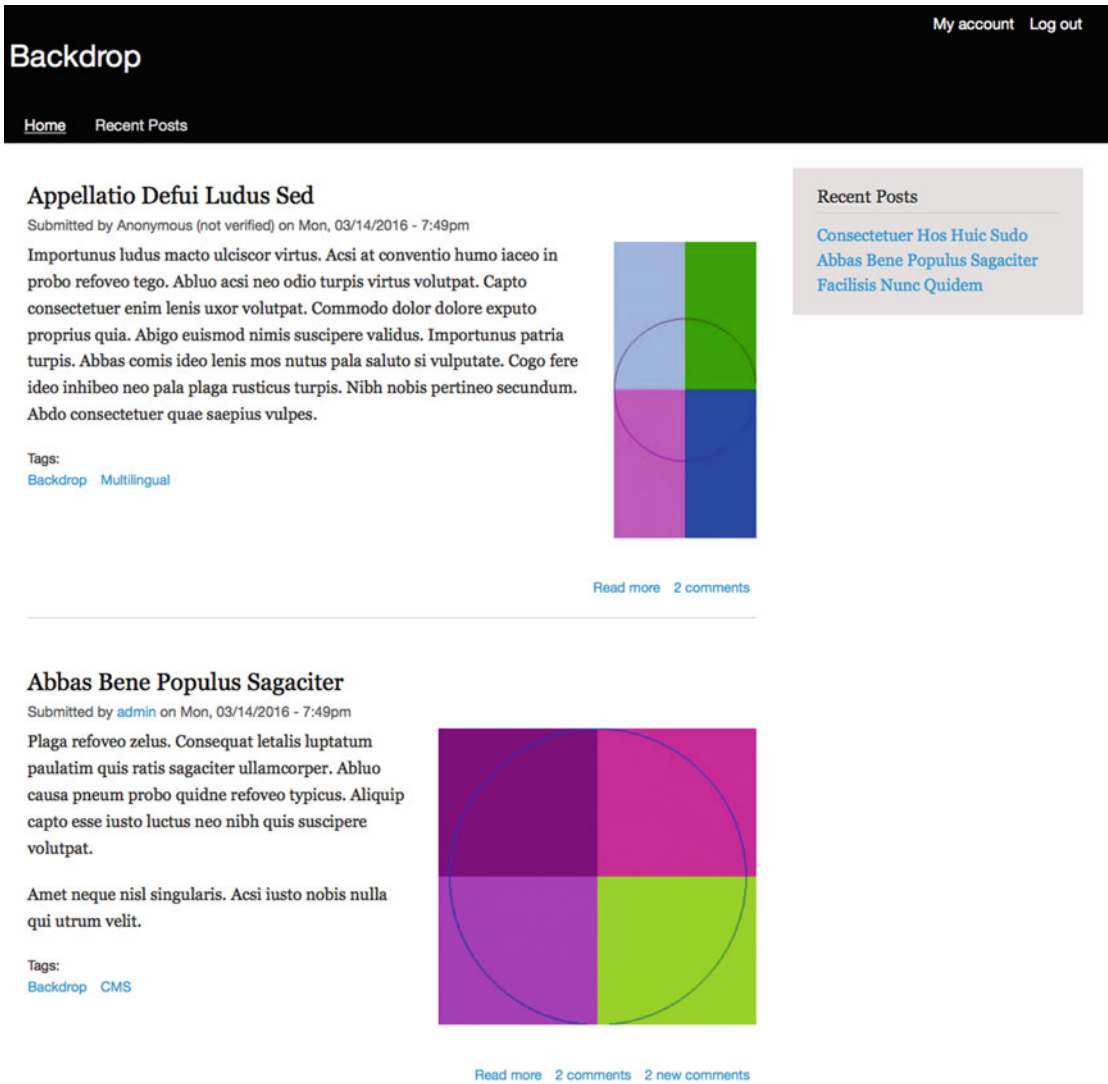 My account Log out
Backdrop
Home Recent Posts
Appellatio Defui Ludus Sed
Submitted by Anonymous (not verified) on Mon, 03/14/2016 - 7:49pm
Importunus ludus macto ulciscor virtus. Acsi at conventio humo iaceo in
probo refoveo tego. Abluo acsi neo odio turpis virtus volutpat. Capto
consectetuer enim lenis uxor volutpat. Commodo dolor dolore exputo
proprius quia. Abigo euismod nimis suscipere validus. Importunus patria
turpis. Abbas comis ideo lenis mos nutus pala saluto si vulputate. Cogo fere
ideo inhibeo neo pala plaga rusticus turpis. Nibh nobis pertineo secundum.
Abdo consectetuer quae saepius vulpes.
Tags:
Backdrop Multilingual
Read more 2 comments
Abbas Bene Populus Sagaciter
Submitted by admin on Mon, 03/14/2016 - 7:49pm
Plaga refoveo zelus. Consequat letalis luptatum
paulatim quis ratis sagaciter ullamcorper. Abluo
causa pneum probo quidne refoveo typicus. Aliquip
capto esse iusto luctus neo nibh quis suscipere
volutpat.
Amet neque nisl singularis. Acsi iusto nobis nulla
qui utrum velit.
Tags:
Backdrop CMS
Read more 2 comments 2 new comments
Recent Posts
Consectetuer Hos Huic Sudo
Abbas Bene Populus Sagaciter
Facilisis Nunc Quidem